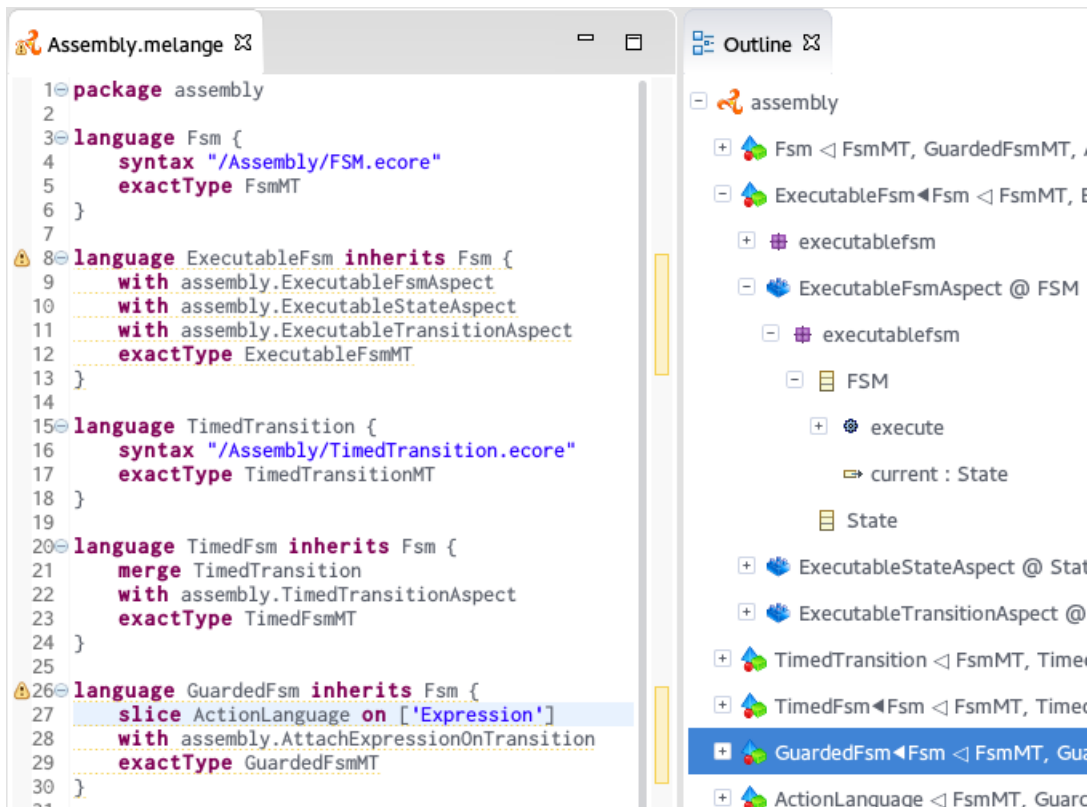 Assembly.melange
1 package assembly
2
3 language Fsm {
4 syntax "/Assembly/FSM.ecore"
5 exactType FsmMT
6 }
7
8 language ExecutableFsm inherits Fsm {
9 with assembly.ExecutableFsmAspect
10 with assembly.ExecutableStateAspect
11 with assembly.ExecutableTransitionAspect
12 exactType ExecutableFsmMT
13 }
14
15 language TimedTransition {
16 syntax "/Assembly/TimedTransition.ecore"
17 exactType TimedTransitionMT
18 }
19
20 language TimedFsm inherits Fsm {
21 merge TimedTransition
22 with assembly.TimedTransitionAspect
23 exactType TimedFsmMT
24 }
25
26 language GuardedFsm inherits Fsm {
27 slice ActionLanguage on ['Expression']
28 with assembly.AttachExpressionOnTransition
29 exactType GuardedFsmMT
30 }
Outline
assembly
Fsm ◁ FsmMT, GuardedFsmMT,
ExecutableFsm◀Fsm ◁ FsmMT, E
executablefsm
ExecutableFsmAspect @ FSM
executablefsm
FSM
execute
current : State
State
ExecutableStateAspect @ Stat
ExecutableTransitionAspect @
TimedTransition ◁ FsmMT, Timed
TimedFsm◀Fsm ◁ FsmMT, Timed
GuardedFsm◀Fsm ◁ FsmMT, Gua
ActionLanguage ◁ FsmMT, Guard